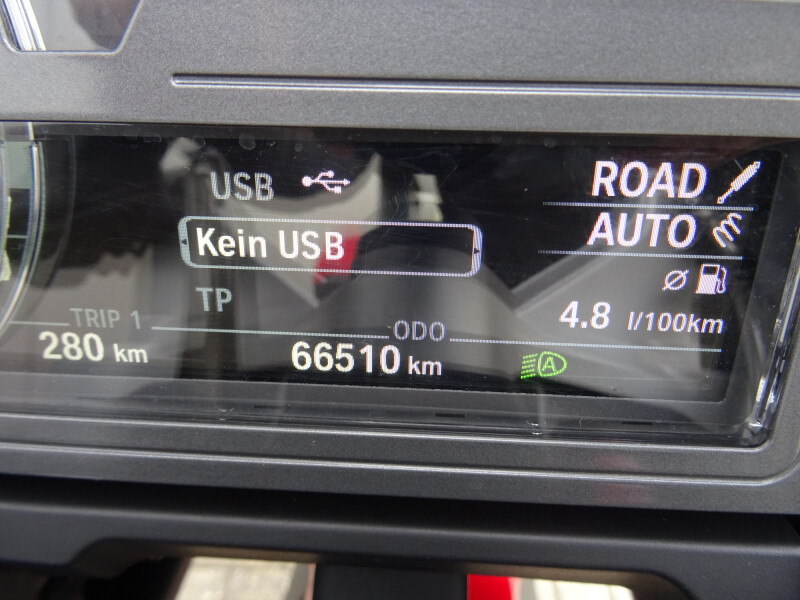 USB
Kein USB
TP
TRIP 1
280 km
ODO
66510 km
ROAD
AUTO
Ø
4.8 l/100km
A